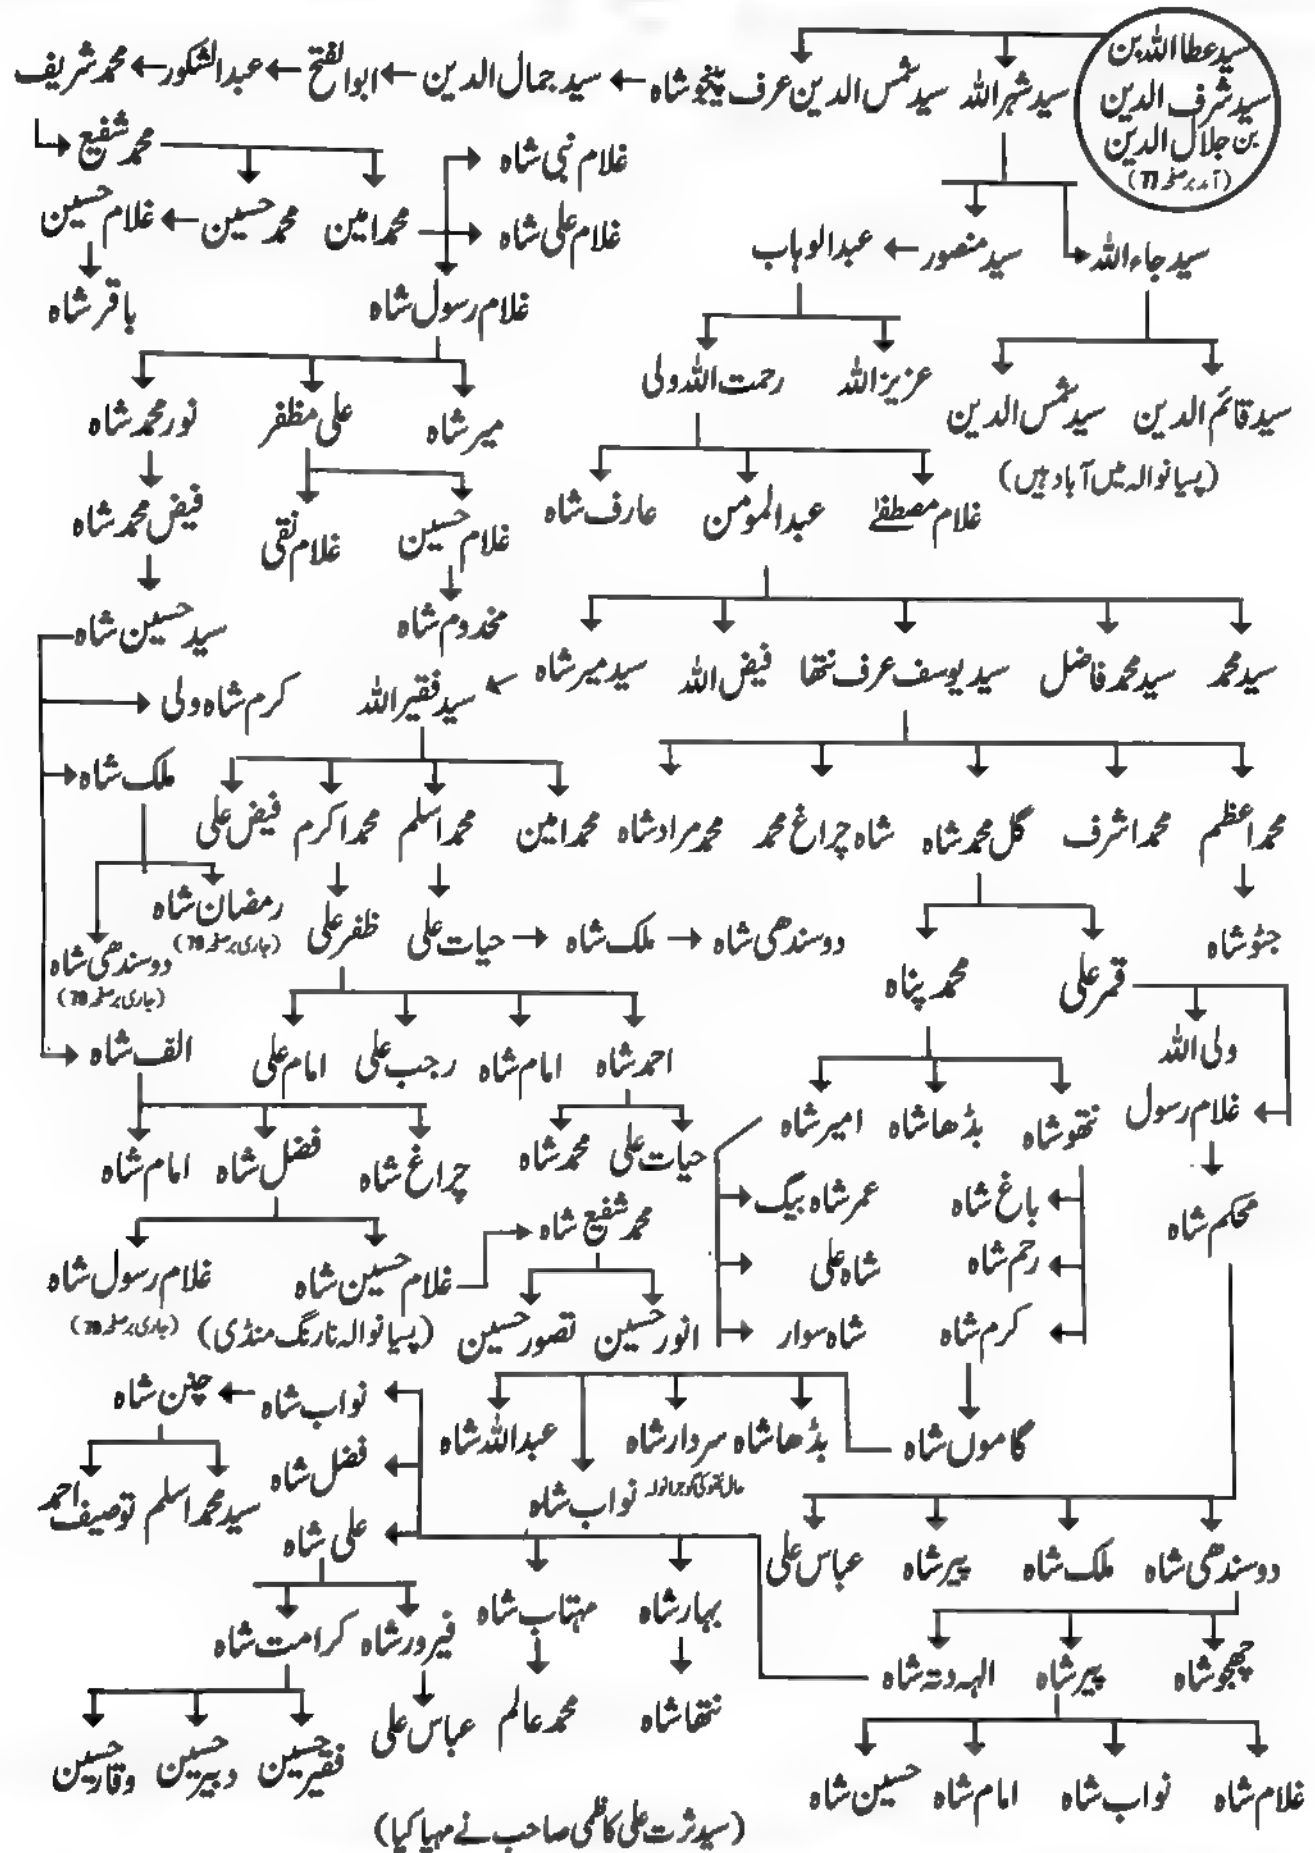 سید عطا اللہ بن
سید شرف الدین
بن جلال الدین
(آمد بر صفحہ 77)
سید شہر اللہ
سید شمس الدین عرف پنجو شاہ ← سید جمال الدین ← ابوالفتح ← عبدالشکور ← محمد شریف
محمد شفیع
غلام نبی شاہ
محمد امین
محمد حسین ← غلام حسین
غلام علی شاہ
سید جاء اللہ
سید منصور ← عبدالوہاب
غلام رسول شاہ
باقر شاہ
عزیز اللہ
رحمت اللہ ولی
سید قائم الدین
سید شمس الدین
(پسیانوالہ میں آباد ہیں)
میر شاہ
علی مظفر
نور محمد شاہ
غلام مصطفےٰ
عبدالمومن
عارف شاہ
غلام حسین
غلام نقی
فیض محمد شاہ
مخدوم شاہ
سید حسین شاہ
سید محمد
سید محمد فاضل
سید یوسف عرف نتھا
فیض اللہ
سید میر شاہ
سید فقیر اللہ
کرم شاہ ولی
ملک شاہ
محمد اعظم
محمد اشرف
گل محمد شاہ
شاہ چراغ محمد
محمد مراد شاہ
محمد امین
محمد اسلم
محمد اکرم
فیض علی
رمضان شاہ
(جاری بر صفحہ 79)
جنو شاہ
حیات علی → ملک شاہ → دوسندھی شاہ
ظفر علی
دوسندھی شاہ
(جاری بر صفحہ 78)
قمر علی
محمد پناہ
ولی اللہ
غلام رسول
احمد شاہ
امام شاہ
رجب علی
امام علی
الف شاہ
نتھو شاہ
بڈھا شاہ
امیر شاہ
حیات علی
محمد شاہ
چراغ شاہ
فضل شاہ
امام شاہ
محکم شاہ
باغ شاہ
عمر شاہ بیگ
رحم شاہ
شاہ علی
کرم شاہ
شاہ سوار
محمد شفیع شاہ
غلام حسین شاہ
غلام رسول شاہ
(پسیانوالہ نارنگ منڈی)
(جاری بر صفحہ 78)
انور حسین
تصور حسین
نواب شاہ ← چنن شاہ
گاموں شاہ
بڈھا شاہ
سردار شاہ
عبداللہ شاہ
نواب شاہ
فضل شاہ
علی شاہ
سید محمد اسلم
توصیف احمد
دوسندھی شاہ
ملک شاہ
پیر شاہ
عباس علی
بہار شاہ
مہتاب شاہ
فیروز شاہ
کرامت شاہ
چھجو شاہ
پیر شاہ
الہہ دتہ شاہ
نتھا شاہ
محمد عالم
عباس علی
فقیر حسین
دبیر حسین
وقار حسین
غلام شاہ
نواب شاہ
امام شاہ
حسین شاہ
(سید ثرت علی کاظمی صاحب نے مہیا کیا)